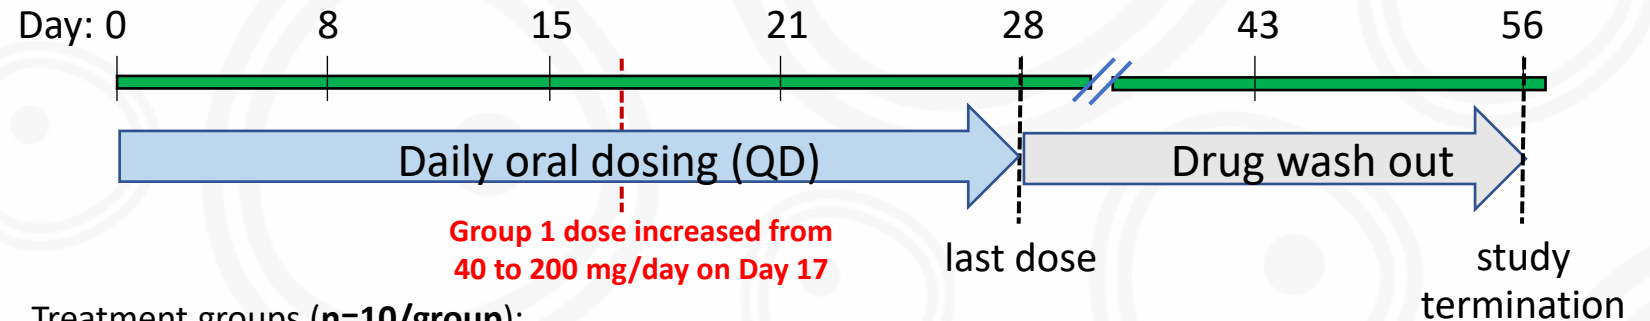 Day: 0 8 15 21 28 43 56
Daily oral dosing (QD)
Drug wash out
Group 1 dose increased from
40 to 200 mg/day on Day 17
last dose
study
termination
Treatment groups (n=10/group):